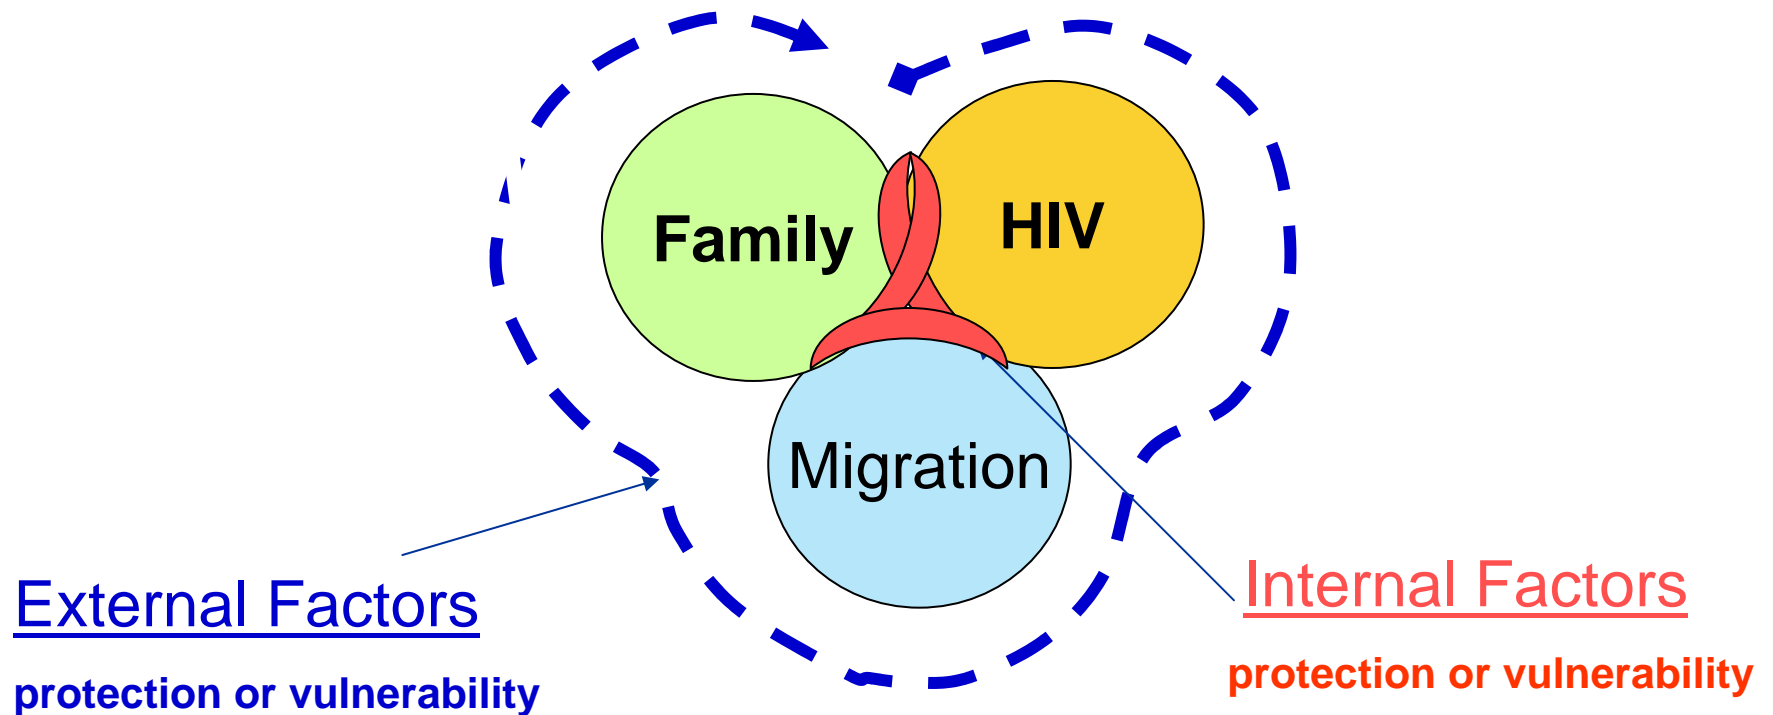 Family
HIV
Migration
External Factors
protection or vulnerability
Internal Factors
protection or vulnerability